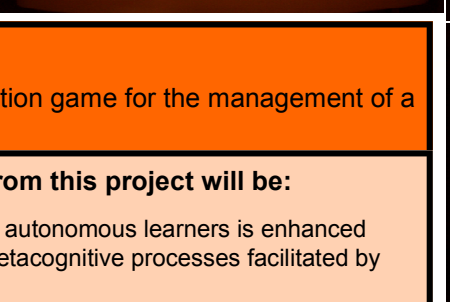 tion game for the management of a
rom this project will be:
autonomous learners is enhanced
etacognitive processes facilitated by